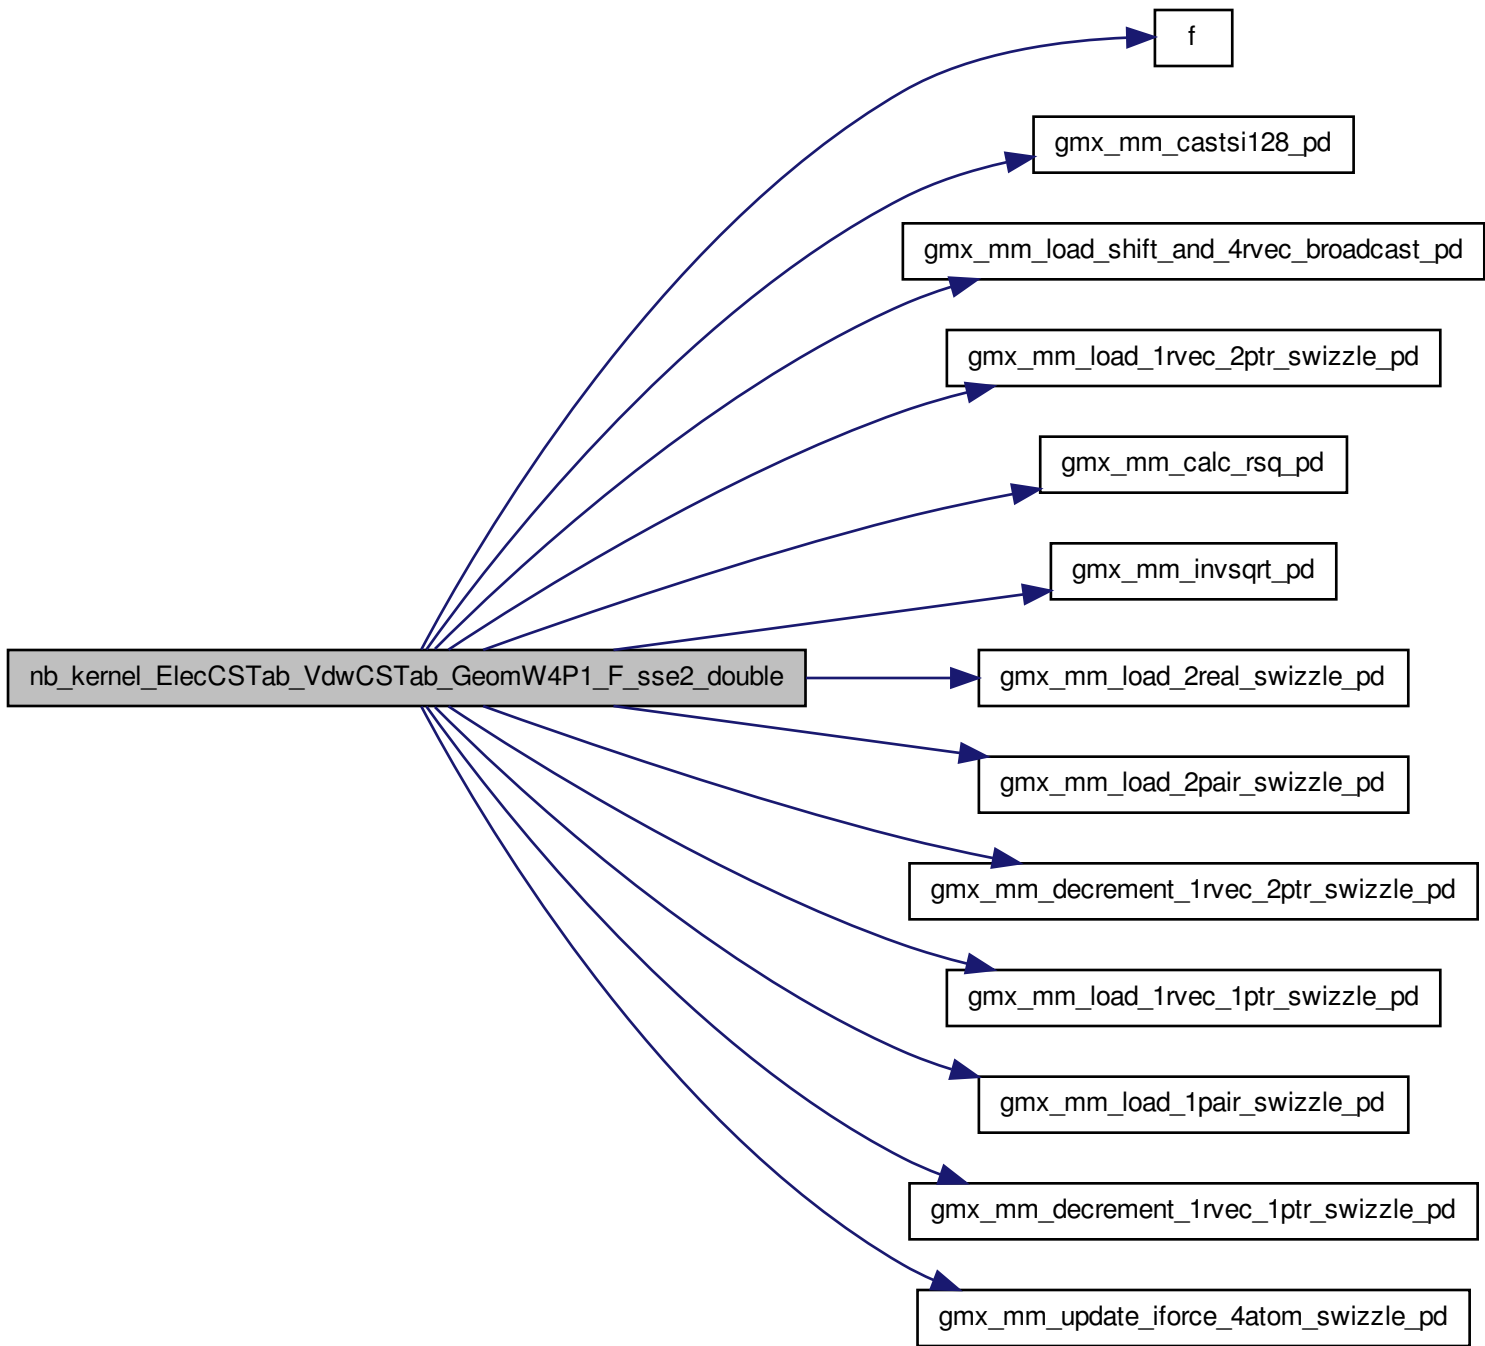 f
gmx_mm_castsi128_pd
gmx_mm_load_shift_and_4rvec_broadcast_pd
gmx_mm_load_1rvec_2ptr_swizzle_pd
gmx_mm_calc_rsq_pd
gmx_mm_invsqrt_pd
nb_kernel_ElecCSTab_VdwCSTab_GeomW4P1_F_sse2_double
gmx_mm_load_2real_swizzle_pd
gmx_mm_load_2pair_swizzle_pd
gmx_mm_decrement_1rvec_2ptr_swizzle_pd
gmx_mm_load_1rvec_1ptr_swizzle_pd
gmx_mm_load_1pair_swizzle_pd
gmx_mm_decrement_1rvec_1ptr_swizzle_pd
gmx_mm_update_iforce_4atom_swizzle_pd